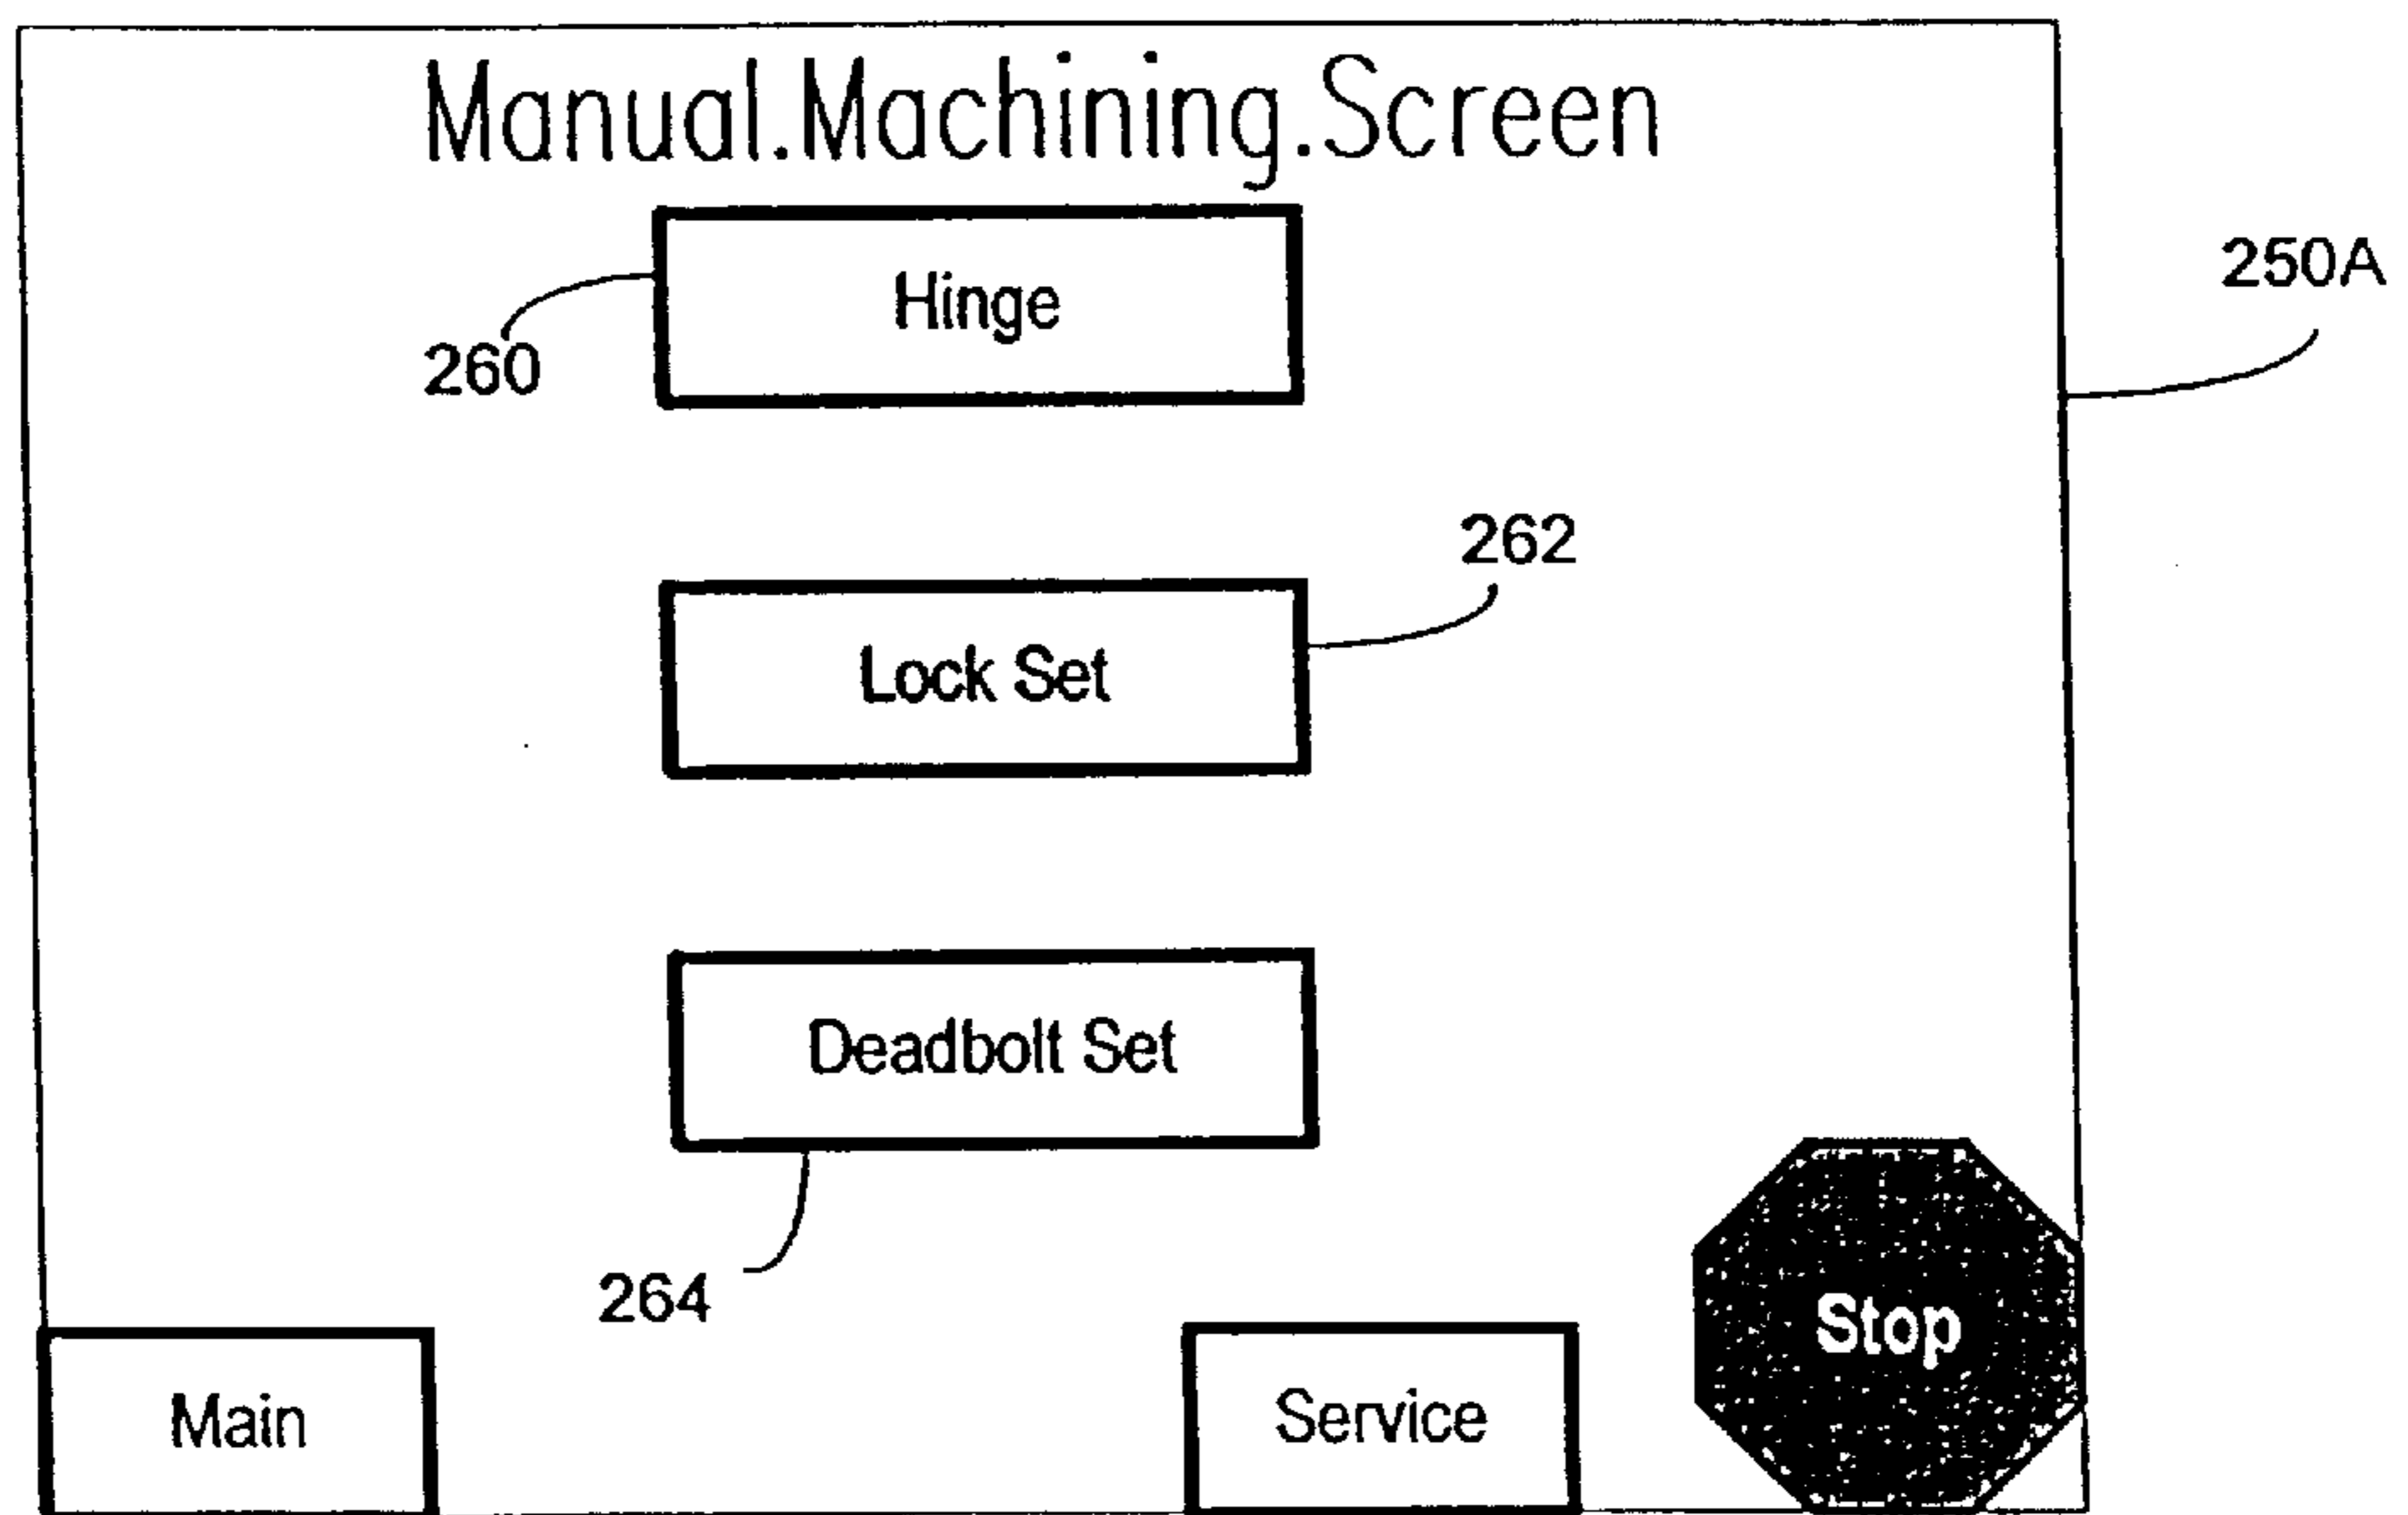 Manual.Machining.Screen
250A
Hinge
260
262
Lock Set
Deadbolt Set
264
Stop
Main
Service